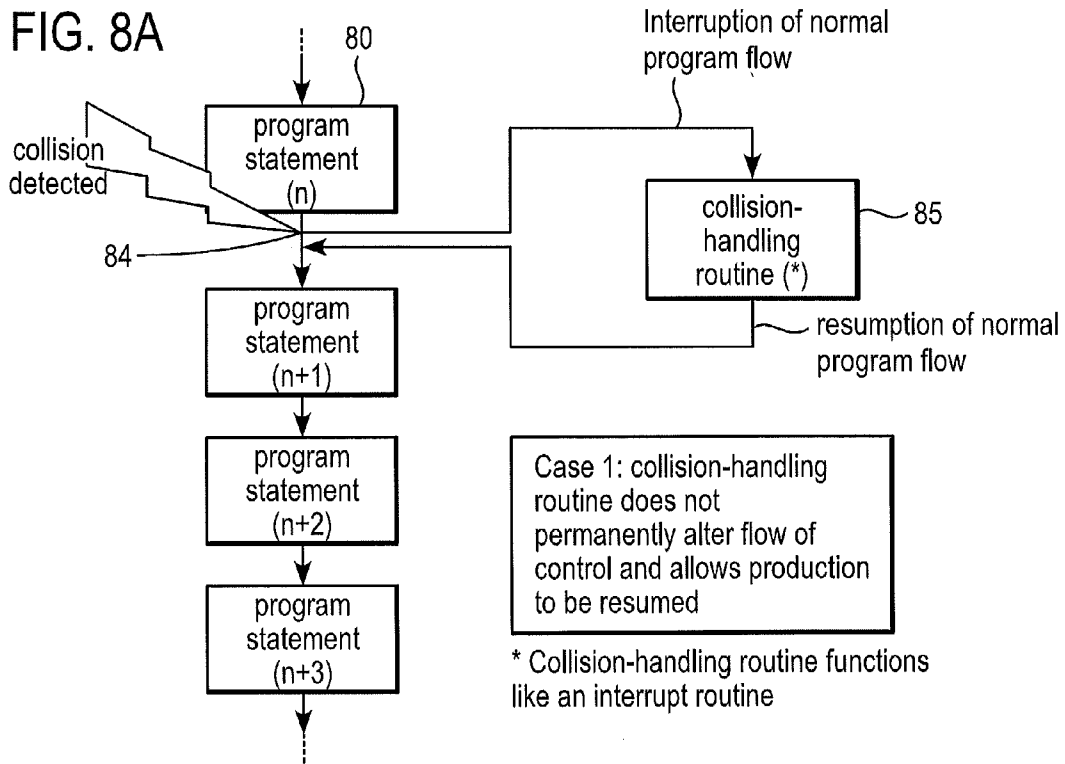 FIG. 8A
80
Interruption of normal
program flow
program
statement
(n)
collision
detected
84
collision-
handling
routine (*)
85
resumption of normal
program flow
program
statement
(n+1)
program
statement
(n+2)
program
statement
(n+3)
Case 1: collision-handling
routine does not
permanently alter flow of
control and allows production
to be resumed
* Collision-handling routine functions
like an interrupt routine